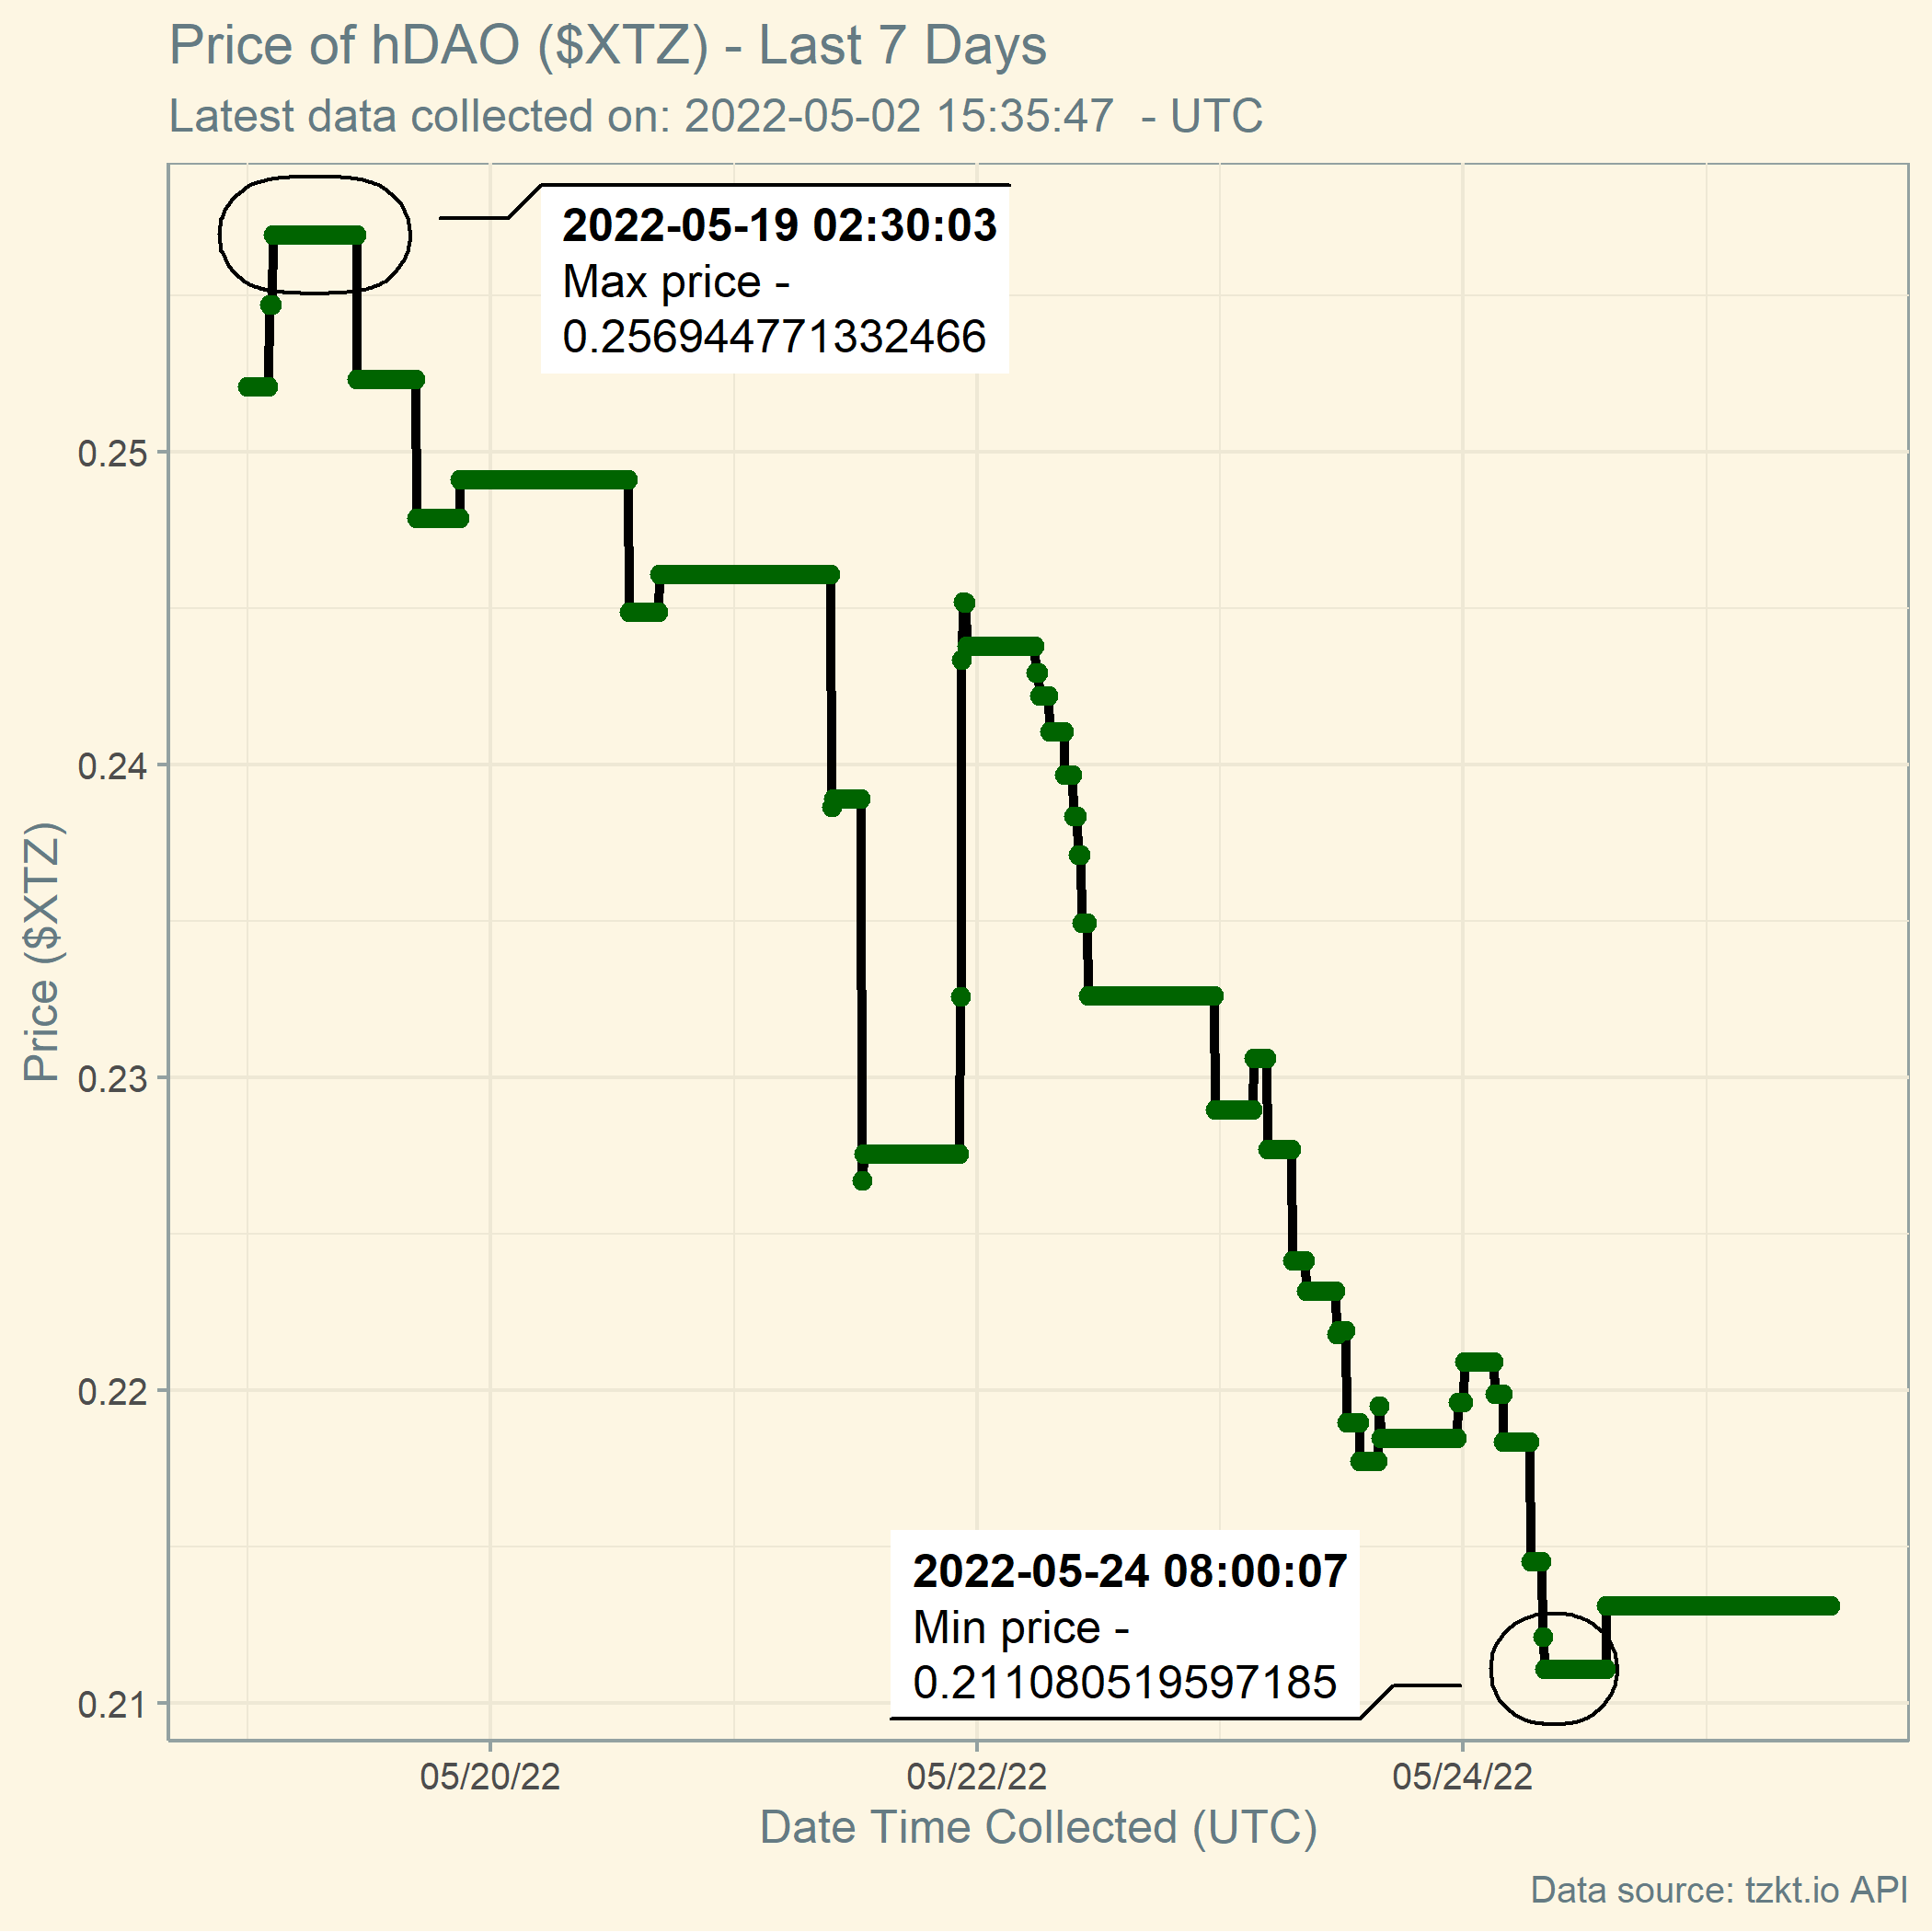 Price of hDAO ($XTZ) - Last 7 Days
Latest data collected on: 2022-05-02 15:35:47  - UTC
2022-05-19 02:30:03
Max price -
0.256944771332466
0.25
0.24
0.23
0.22
0.21
Price ($XTZ)
2022-05-24 08:00:07
Min price -
0.211080519597185
05/20/22
05/22/22
05/24/22
Date Time Collected (UTC)
Data source: tzkt.io API